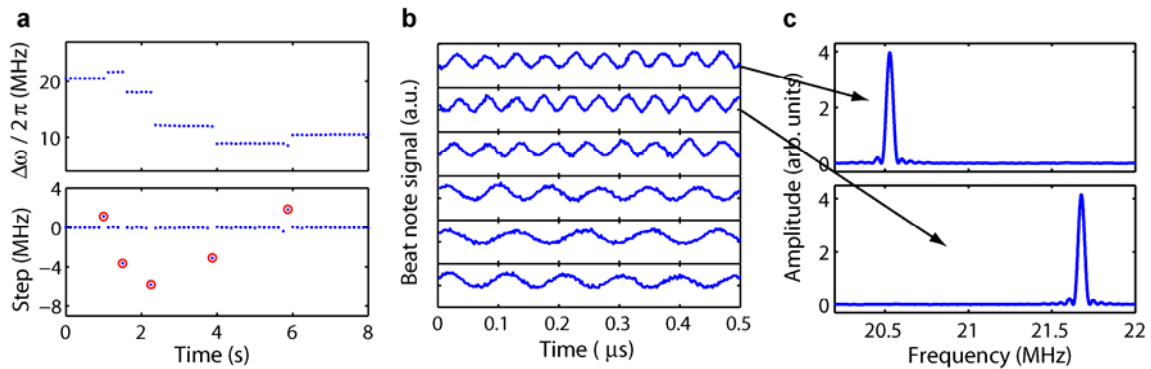 a
Δω / 2 π (MHz)
20
10
Step (MHz)
4
0
−4
−8
0 2 4 6 8
Time (s)
b
Beat note signal (a.u.)
0 0.1 0.2 0.3 0.4 0.5
Time ( μs)
c
Amplitude (arb. units)
4
2
0
4
2
0
20.5 21 21.5 22
Frequency (MHz)